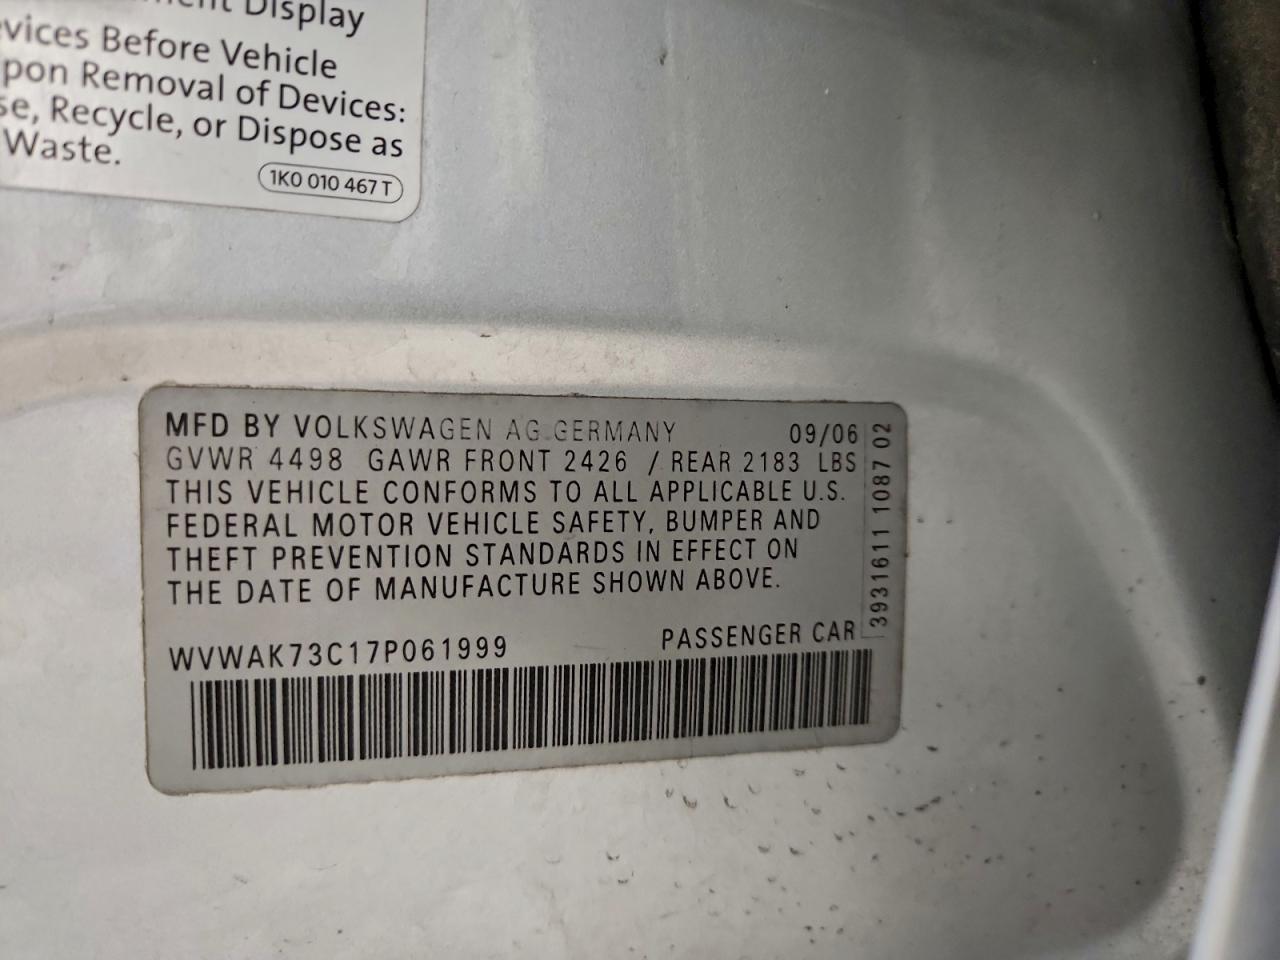 Display
vices Before Vehicle
pon Removal of Devices:
se, Recycle, or Dispose as
Waste.
1K0 010 467 T
MFD BY VOLKSWAGEN AG.GERMANY 09/06
GVWR 4498 GAWR FRONT 2426 / REAR 2183 LBS
THIS VEHICLE CONFORMS TO ALL APPLICABLE U.S.
FEDERAL MOTOR VEHICLE SAFETY, BUMPER AND
THEFT PREVENTION STANDARDS IN EFFECT ON
THE DATE OF MANUFACTURE SHOWN ABOVE.
WVWAK73C17P061999 PASSENGER CAR
3931611 1087 02